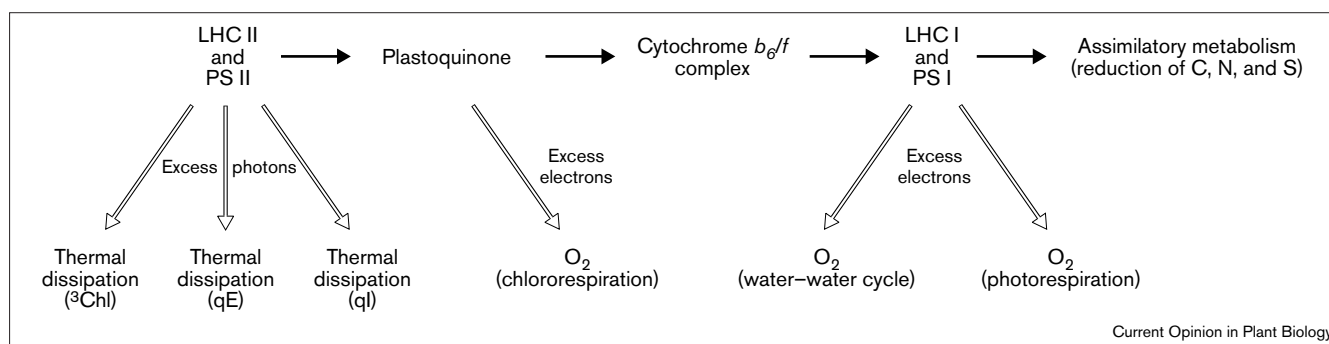 LHC II
and
PS II
Plastoquinone
Cytochrome b6/f
complex
LHC I
and
PS I
Assimilatory metabolism
(reduction of C, N, and S)
Excess photons
Excess
electrons
Excess
electrons
Thermal
dissipation
(³Chl)
Thermal
dissipation
(qE)
Thermal
dissipation
(qI)
O₂
(chlororespiration)
O₂
(water–water cycle)
O₂
(photorespiration)
Current Opinion in Plant Biology